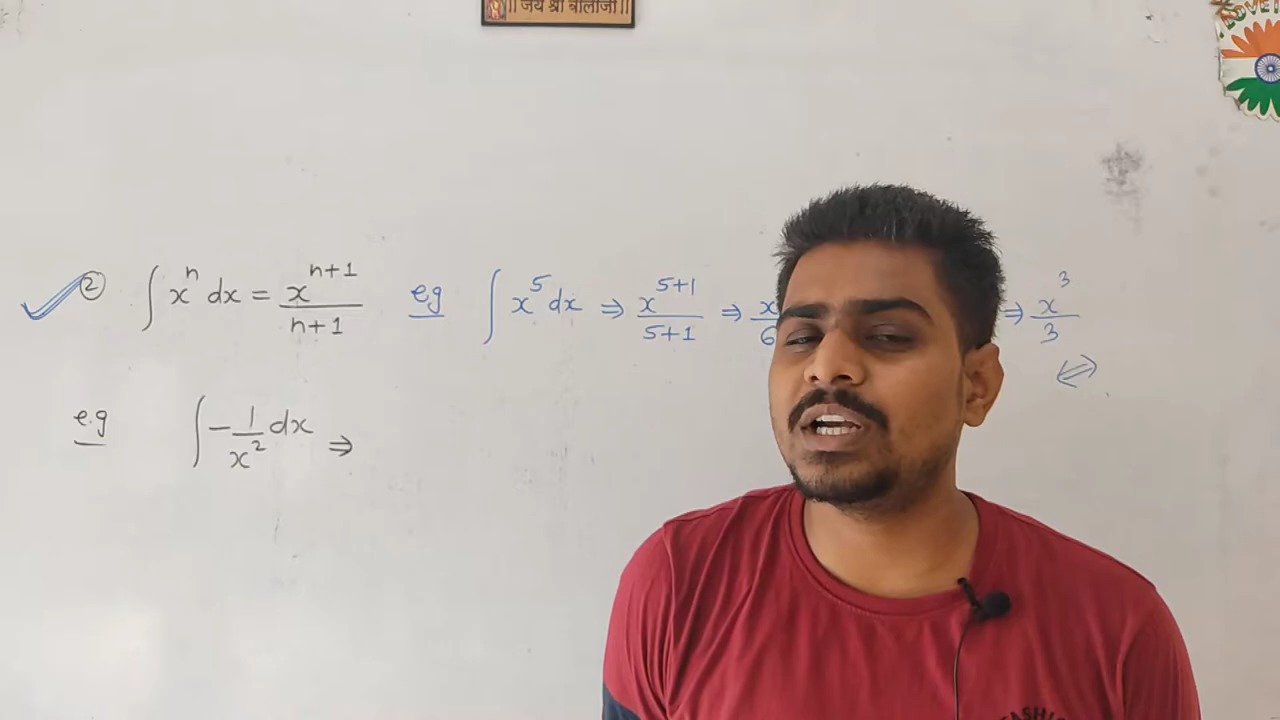 || जय श्री बालाजी ||
② ∫ xⁿ dx = xⁿ⁺¹ / n+1 eg ∫ x⁵ dx ⇒ x⁵⁺¹ / 5+1 ⇒ x / 6 ⇒ x³ / 3
e.g ∫ - 1 / x² dx ⇒